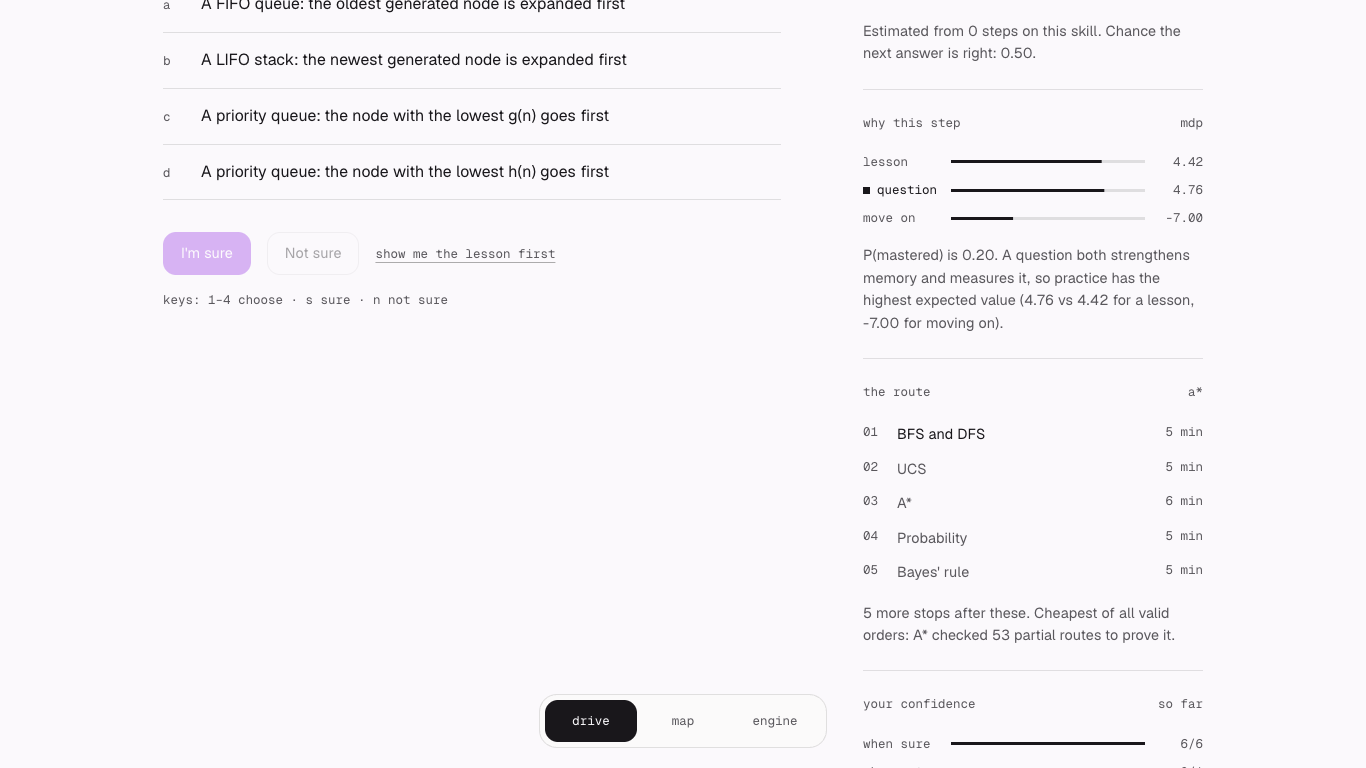 a A FIFO queue: the oldest generated node is expanded first
b A LIFO stack: the newest generated node is expanded first
c A priority queue: the node with the lowest g(n) goes first
d A priority queue: the node with the lowest h(n) goes first
I'm sure Not sure show me the lesson first
keys: 1–4 choose · s sure · n not sure
Estimated from 0 steps on this skill. Chance the
next answer is right: 0.50.
why this step mdp
lesson 4.42
question 4.76
move on -7.00
P(mastered) is 0.20. A question both strengthens
memory and measures it, so practice has the
highest expected value (4.76 vs 4.42 for a lesson,
-7.00 for moving on).
the route a*
01 BFS and DFS 5 min
02 UCS 5 min
03 A* 6 min
04 Probability 5 min
05 Bayes' rule 5 min
5 more stops after these. Cheapest of all valid
orders: A* checked 53 partial routes to prove it.
your confidence so far
when sure 6/6
drive map engine